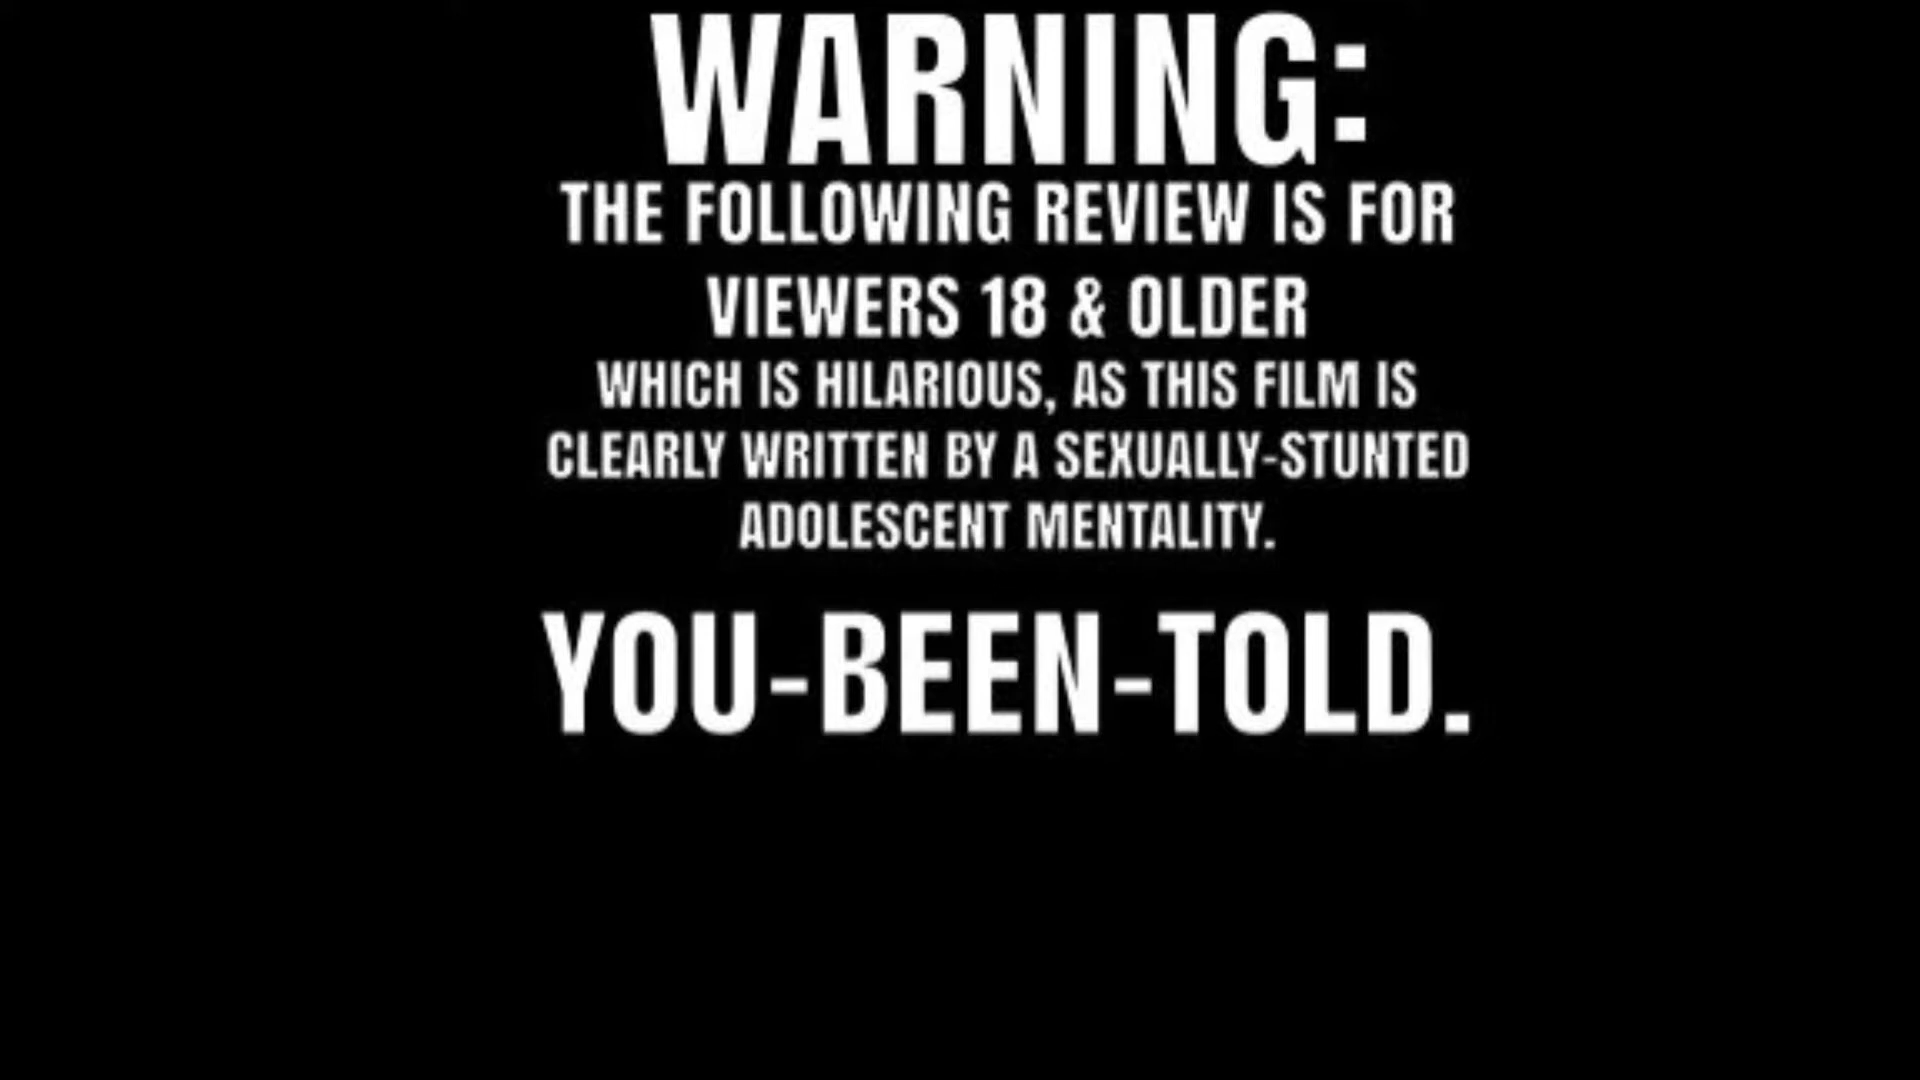 WARNING:
THE FOLLOWING REVIEW IS FOR
VIEWERS 18 & OLDER
WHICH IS HILARIOUS, AS THIS FILM IS
CLEARLY WRITTEN BY A SEXUALLY-STUNTED
ADOLESCENT MENTALITY.
YOU-BEEN-TOLD.